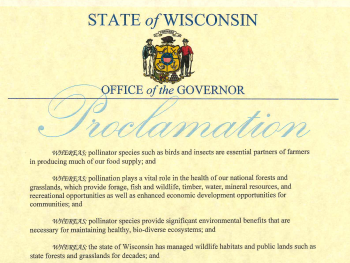 STATE of WISCONSIN
OFFICE of the GOVERNOR
Proclamation
WHEREAS; pollinator species such as birds and insects are essential partners of farmers
in producing much of our food supply; and
WHEREAS; pollination plays a vital role in the health of our national forests and
grasslands, which provide forage, fish and wildlife, timber, water, mineral resources, and
recreational opportunities as well as enhanced economic development opportunities for
communities; and
WHEREAS; pollinator species provide significant environmental benefits that are
necessary for maintaining healthy, bio-diverse ecosystems; and
WHEREAS; the state of Wisconsin has managed wildlife habitats and public lands such as
state forests and grasslands for decades; and